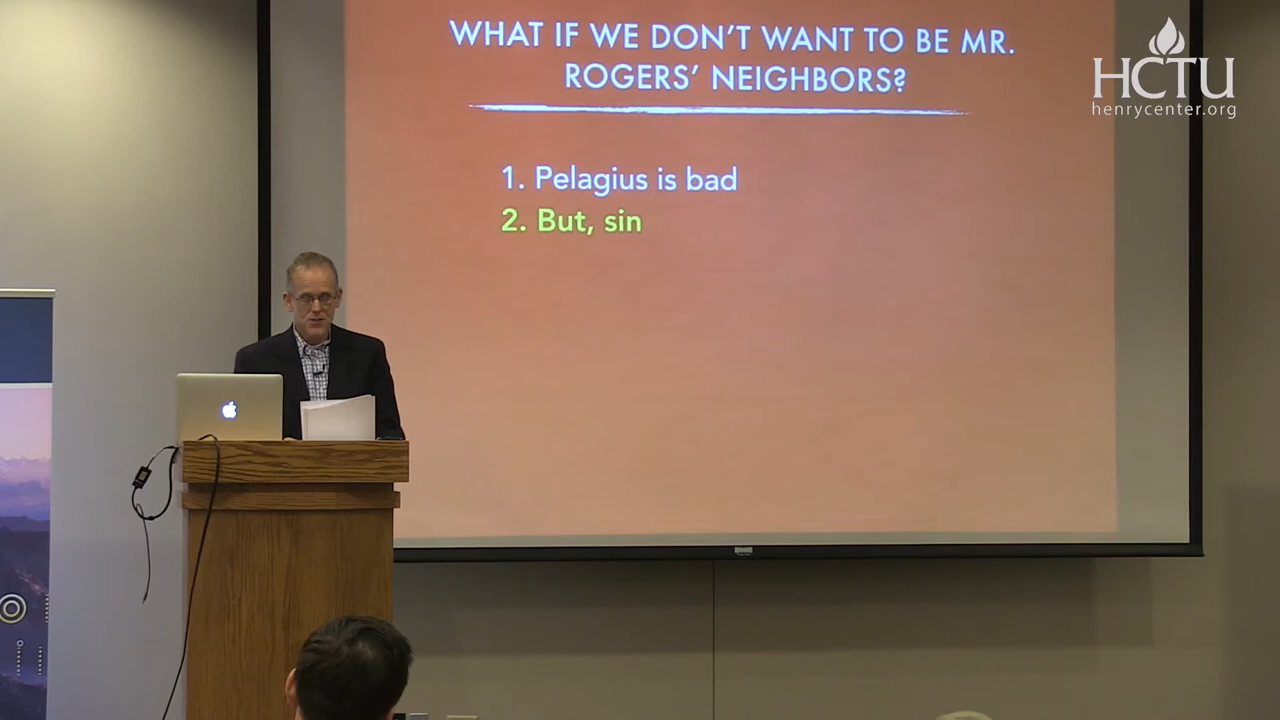 WHAT IF WE DON'T WANT TO BE MR.
ROGERS' NEIGHBORS?
1. Pelagius is bad
2. But, sin
HCTU
henrycenter.org